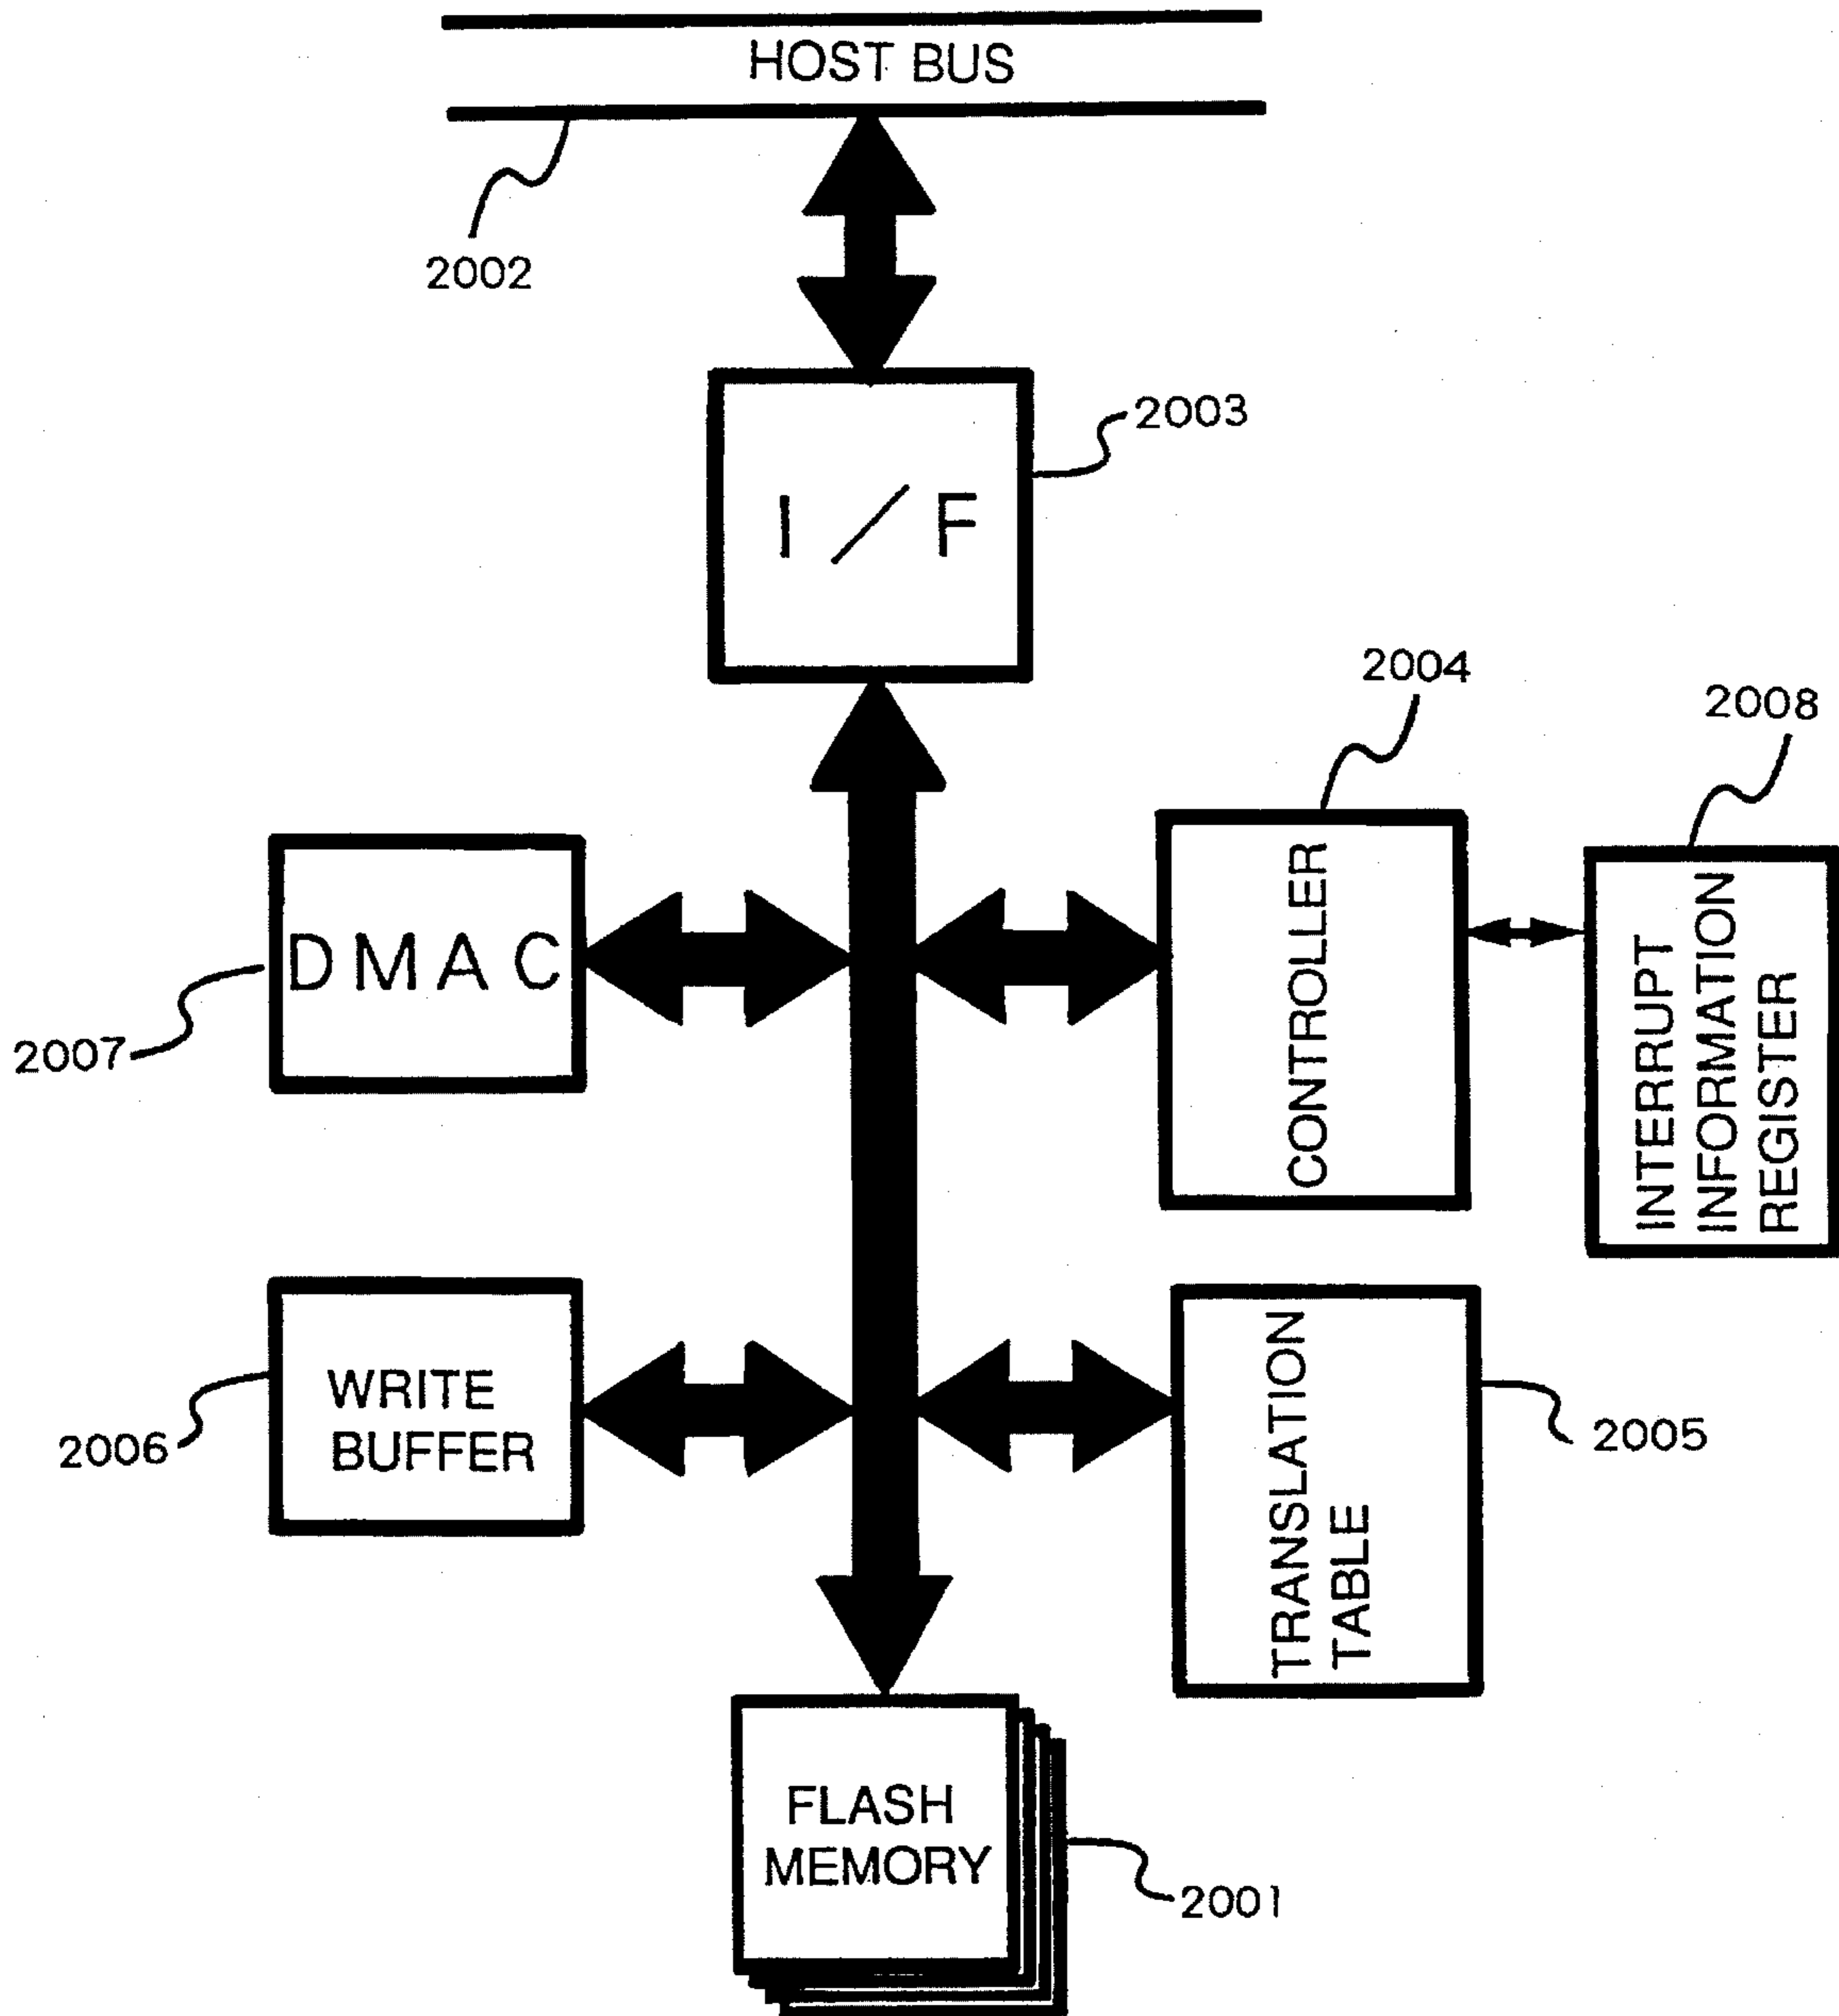 HOST BUS
2002
2003
I/F
2004
2008
DMAC
2007
CONTROLLER
INTERRUPT
INFORMATION
REGISTER
WRITE
BUFFER
2006
TRANSLATION
TABLE
2005
FLASH
MEMORY
2001